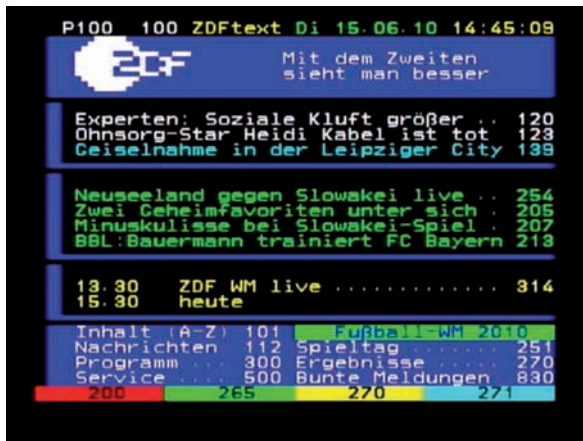 P100 100 ZDFtext Di 15.06.10 14:45:09
ZDF
Mit dem Zweiten
sieht man besser
Experten: Soziale Kluft größer .. 120
Ohnsorg-Star Heidi Kabel ist tot 123
Geiselnahme in der Leipziger City 139
Neuseeland gegen Slowakei live .. 254
Zwei Geheimfavoriten unter sich . 205
Minuskulisse bei Slowakei-Spiel . 207
BBL:Bauermann trainiert FC Bayern 213
13.30 ZDF WM live ............. 314
15.30 heute
Inhalt (A-Z) 101 Fußball-WM 2010
Nachrichten 112 Spieltag ....... 251
Programm ... 300 Ergebnisse ..... 270
Service .... 500 Bunte Meldungen 830
200 265 270 271